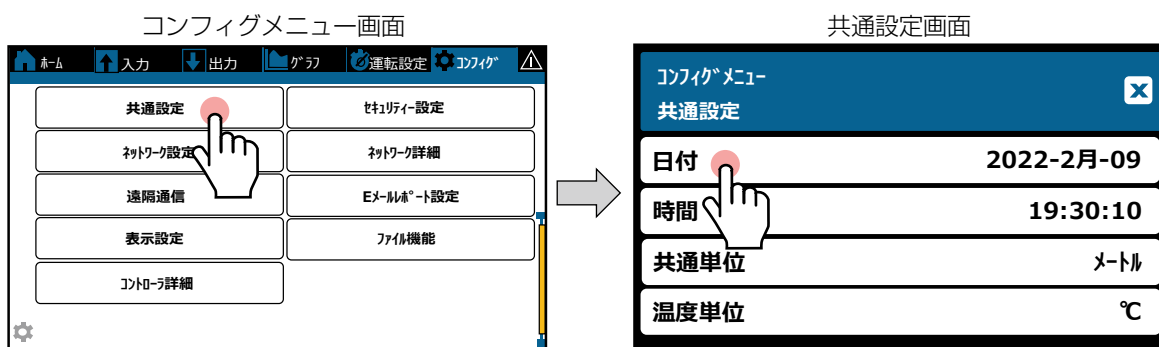 コンフィグメニュー画面
ﾎｰﾑ 入力 出力 ｸﾞﾗﾌ 運転設定 ｺﾝﾌｨｸﾞ
共通設定 ｾｷｭﾘﾃｨｰ設定
ﾈｯﾄﾜｰｸ設定 ﾈｯﾄﾜｰｸ詳細
遠隔通信 Eﾒｰﾙﾚﾎﾟｰﾄ設定
表示設定 ﾌｧｲﾙ機能
ｺﾝﾄﾛｰﾗ詳細
共通設定画面
ｺﾝﾌｨｸﾞﾒﾆｭｰ
共通設定
日付 2022-2月-09
時間 19:30:10
共通単位 ﾒｰﾄﾙ
温度単位 ℃